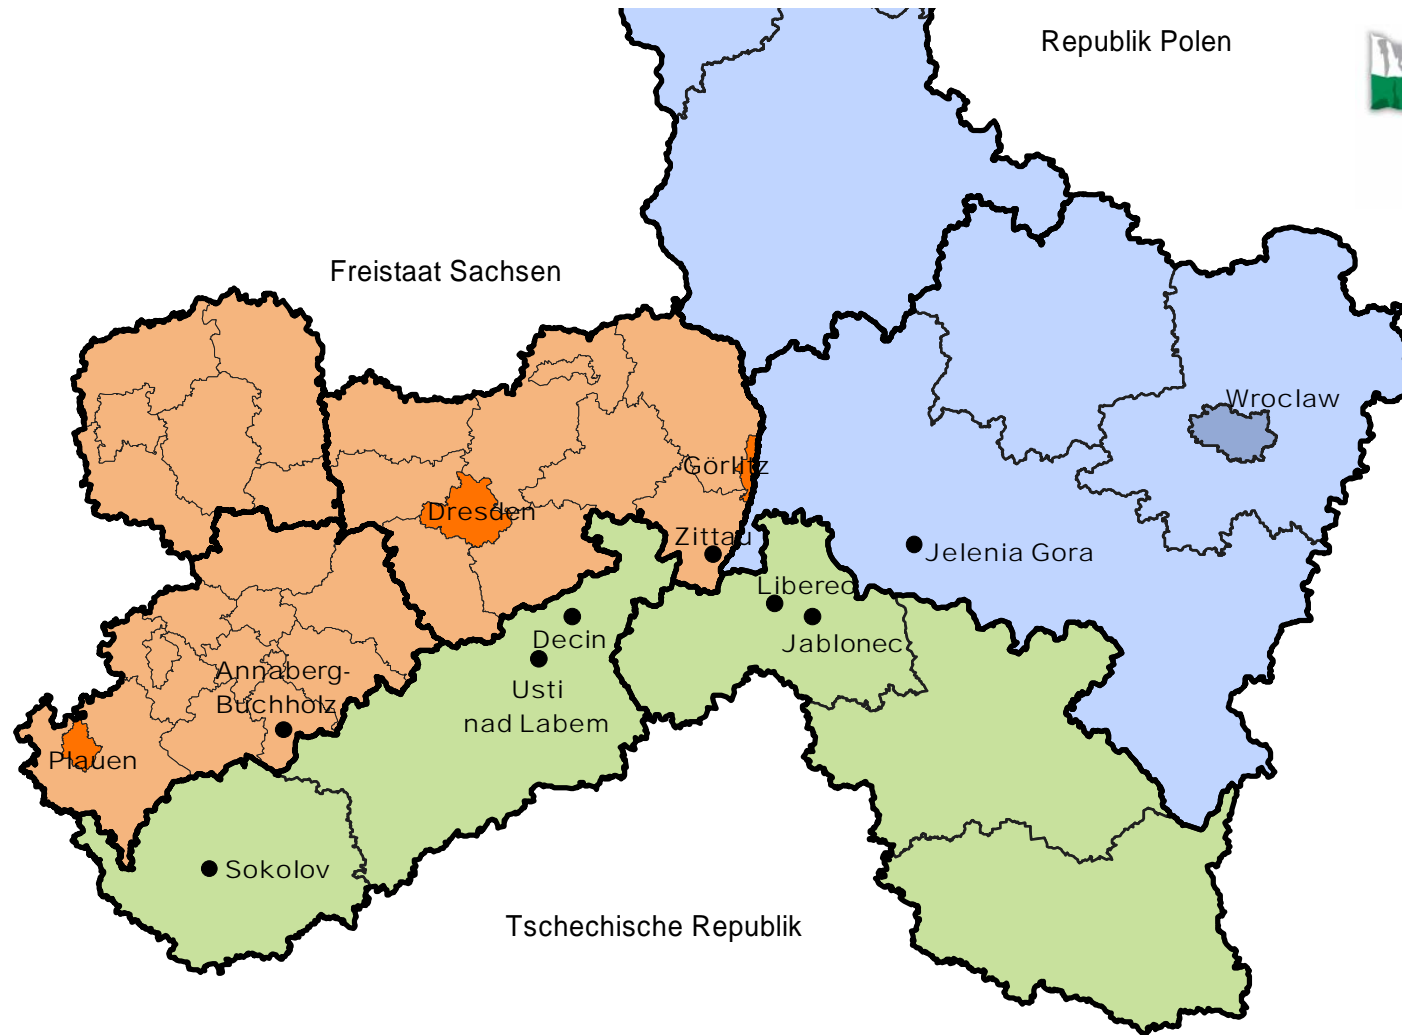 Republik Polen
Freistaat Sachsen
Wroclaw
Görlitz
Dresden
Zittau
Jelenia Gora
Liberec
Decin
Jablonec
Annaberg-
Buchholz
Usti
nad Labem
Plauen
Sokolov
Tschechische Republik